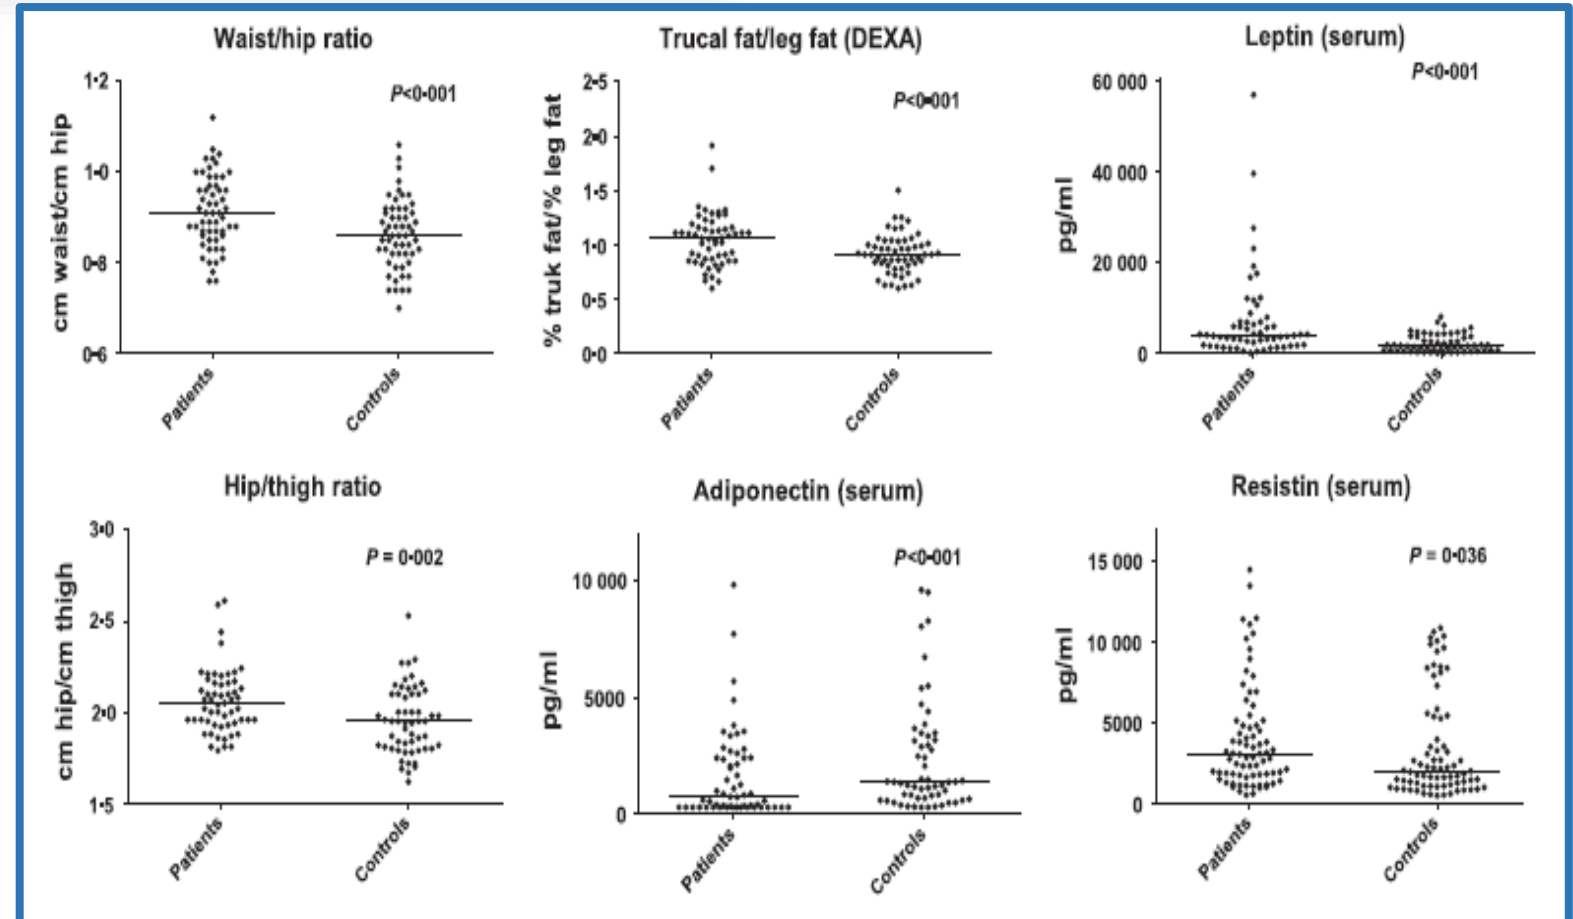 Waist/hip ratio
P<0·001
cm waist/cm hip
1·2
1·0
0·8
0·6
Patients
Controls
Trucal fat/leg fat (DEXA)
P<0·001
% truk fat/% leg fat
2·5
2·0
1·5
1·0
0·5
0·0
Patients
Controls
Leptin (serum)
P<0·001
pg/ml
60 000
40 000
20 000
0
Patients
Controls
Hip/thigh ratio
P = 0·002
cm hip/cm thigh
3·0
2·5
2·0
1·5
Patients
Controls
Adiponectin (serum)
P<0·001
pg/ml
10 000
5000
0
Patients
Controls
Resistin (serum)
P = 0·036
pg/ml
15 000
10 000
5000
0
Patients
Controls